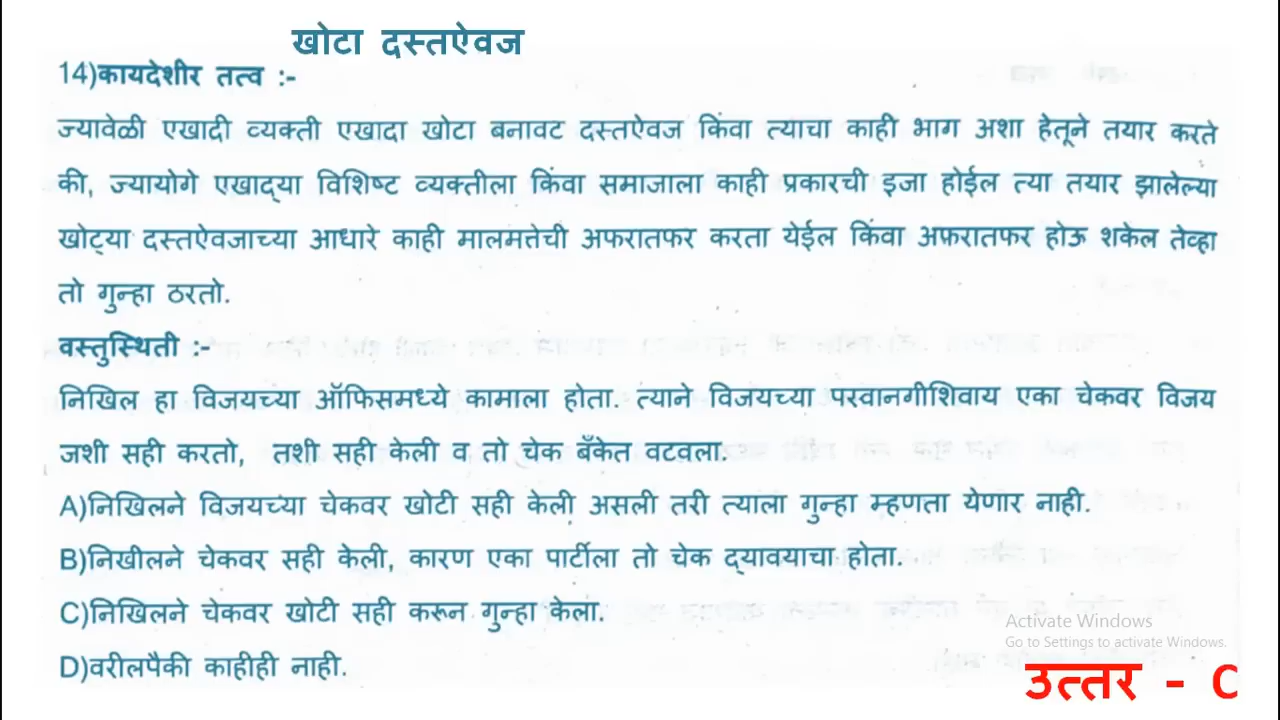 खोटा दस्तऐवज
14)कायदेशीर तत्व :-
ज्यावेळी एखादी व्यक्ती एखादा खोटा बनावट दस्तऐवज किंवा त्याचा काही भाग अशा हेतूने तयार करते
की, ज्यायोगे एखाद्‌या विशिष्ट व्यक्तीला किंवा समाजाला काही प्रकारची इजा होईल त्या तयार झालेल्या
खोट्‌या दस्तऐवजाच्या आधारे काही मालमत्तेची अफरातफर करता येईल किंवा अफरातफर होऊ शकेल तेव्हा
तो गुन्हा ठरतो.
वस्तुस्थिती :-
निखिल हा विजयच्या ऑफिसमध्ये कामाला होता. त्याने विजयच्या परवानगीशिवाय एका चेकवर विजय
जशी सही करतो, तशी सही केली व तो चेक बँकेत वटवला.
A)निखिलने विजयच्या चेकवर खोटी सही केली असली तरी त्याला गुन्हा म्हणता येणार नाही.
B)निखीलने चेकवर सही केली, कारण एका पार्टीला तो चेक द्‌यावयाचा होता.
C)निखिलने चेकवर खोटी सही करून गुन्हा केला.
D)वरीलपैकी काहीही नाही.
Activate Windows
Go to Settings to activate Windows.
उत्तर - C